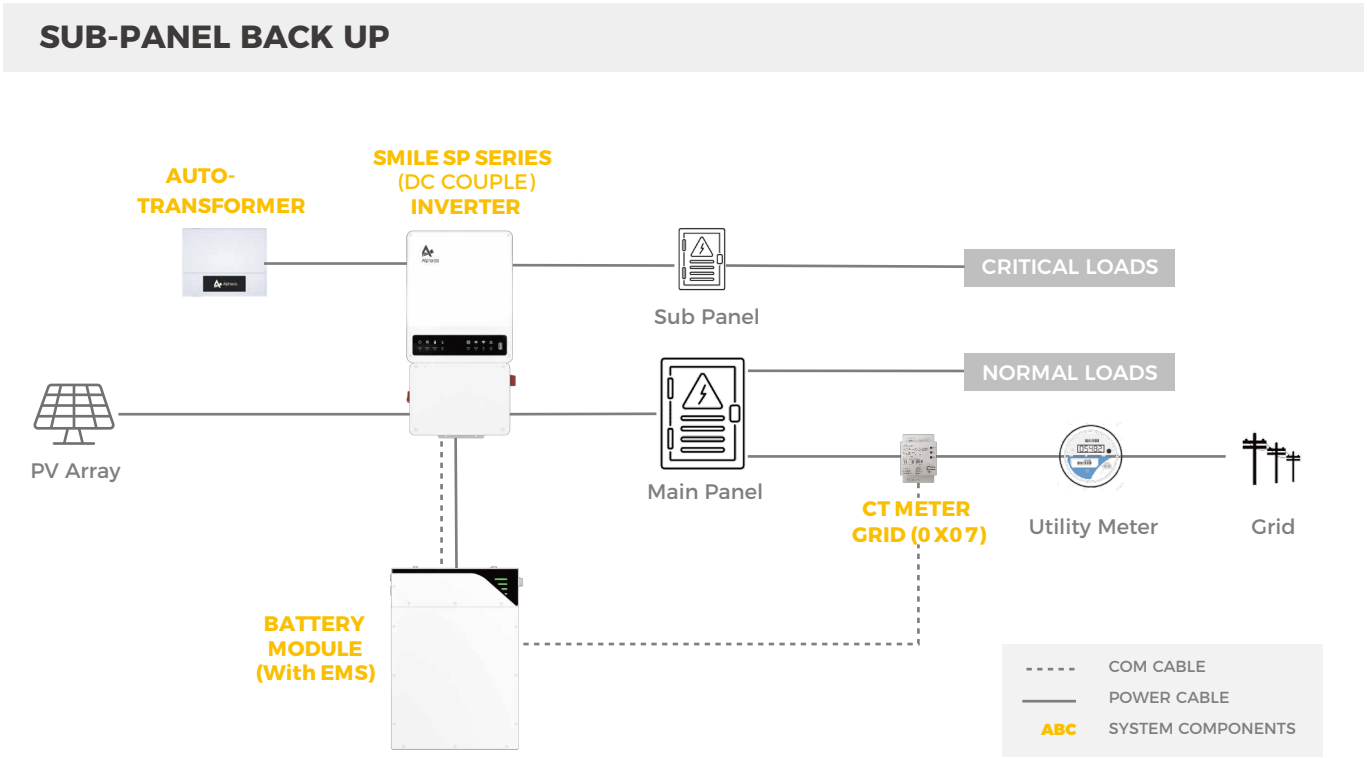 SUB-PANEL BACK UP
SMILE SP SERIES
(DC COUPLE)
INVERTER
AUTO-
TRANSFORMER
CRITICAL LOADS
Sub Panel
NORMAL LOADS
PV Array
Main Panel
CT METER
GRID (0X07)
Utility Meter
Grid
BATTERY
MODULE
(With EMS)
COM CABLE
POWER CABLE
ABC
SYSTEM COMPONENTS